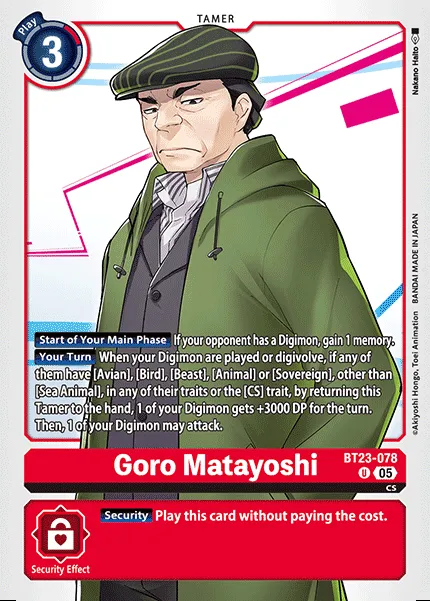 TAMER
Play
3
Nakano Haito
Start of Your Main Phase If your opponent has a Digimon, gain 1 memory.
Your Turn When your Digimon are played or digivolve, if any of
them have [Avian], [Bird], [Beast], [Animal] or [Sovereign], other than
[Sea Animal], in any of their traits or the [CS] trait, by returning this
Tamer to the hand, 1 of your Digimon gets +3000 DP for the turn.
Then, 1 of your Digimon may attack.
©Akiyoshi Hongo, Toei Animation BANDAI MADE IN JAPAN
Goro Matayoshi
BT23-078
U 05
CS
Security Play this card without paying the cost.
Security Effect